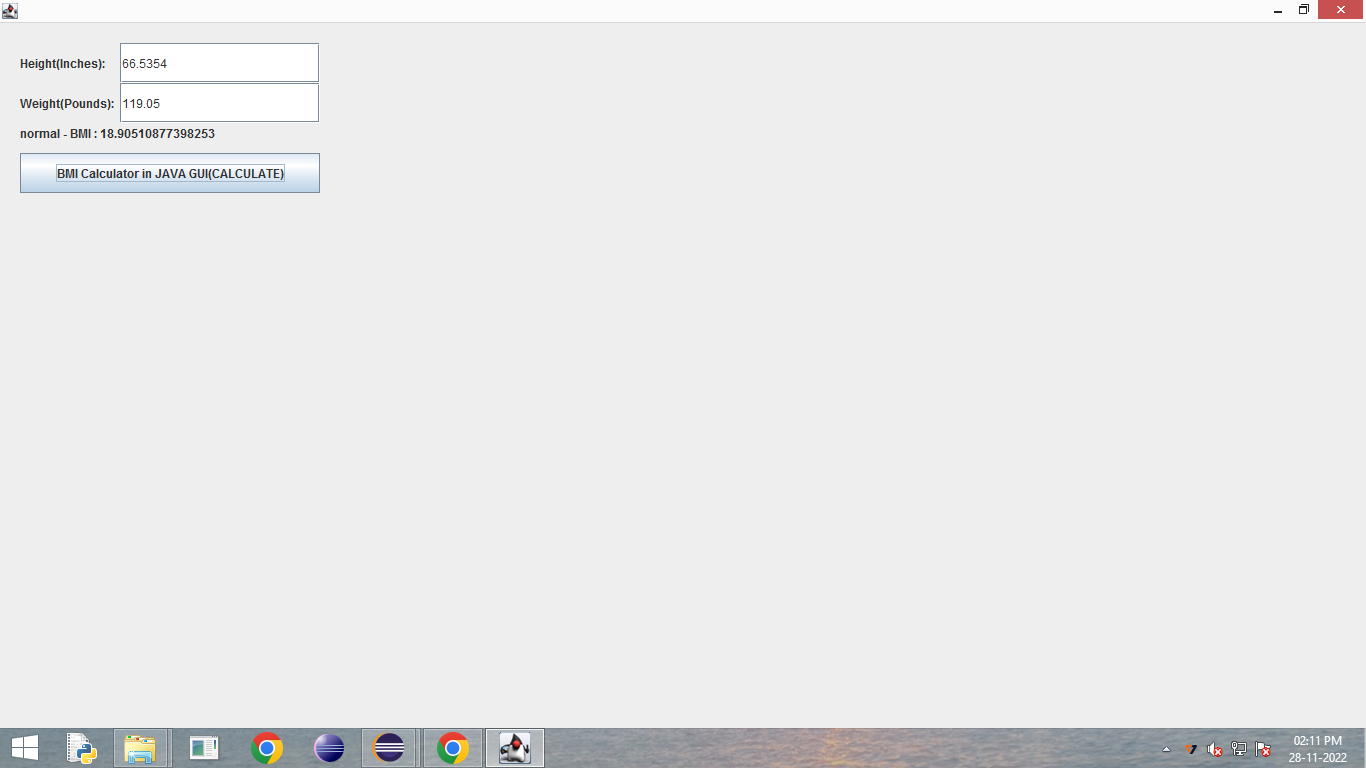 Height(Inches): 66.5354
Weight(Pounds): 119.05
normal - BMI : 18.90510877398253
BMI Calculator in JAVA GUI(CALCULATE)
02:11 PM
28-11-2022